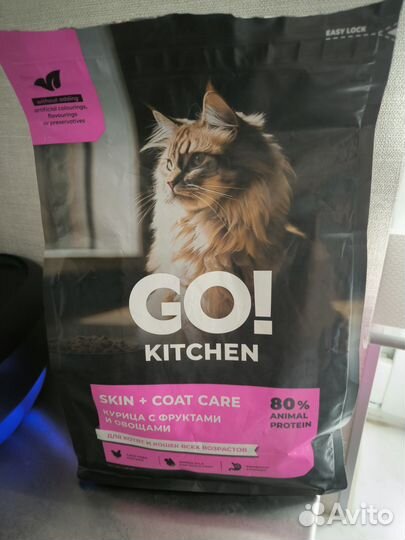 EASY LOCK
without adding
artificial colourings,
flavourings
or preservatives
GO!
KITCHEN
SKIN + COAT CARE
КУРИЦА С ФРУКТАМИ
И ОВОЩАМИ
80%
ANIMAL
PROTEIN
ДЛЯ КОТЯТ И КОШЕК ВСЕХ ВОЗРАСТОВ
Avito